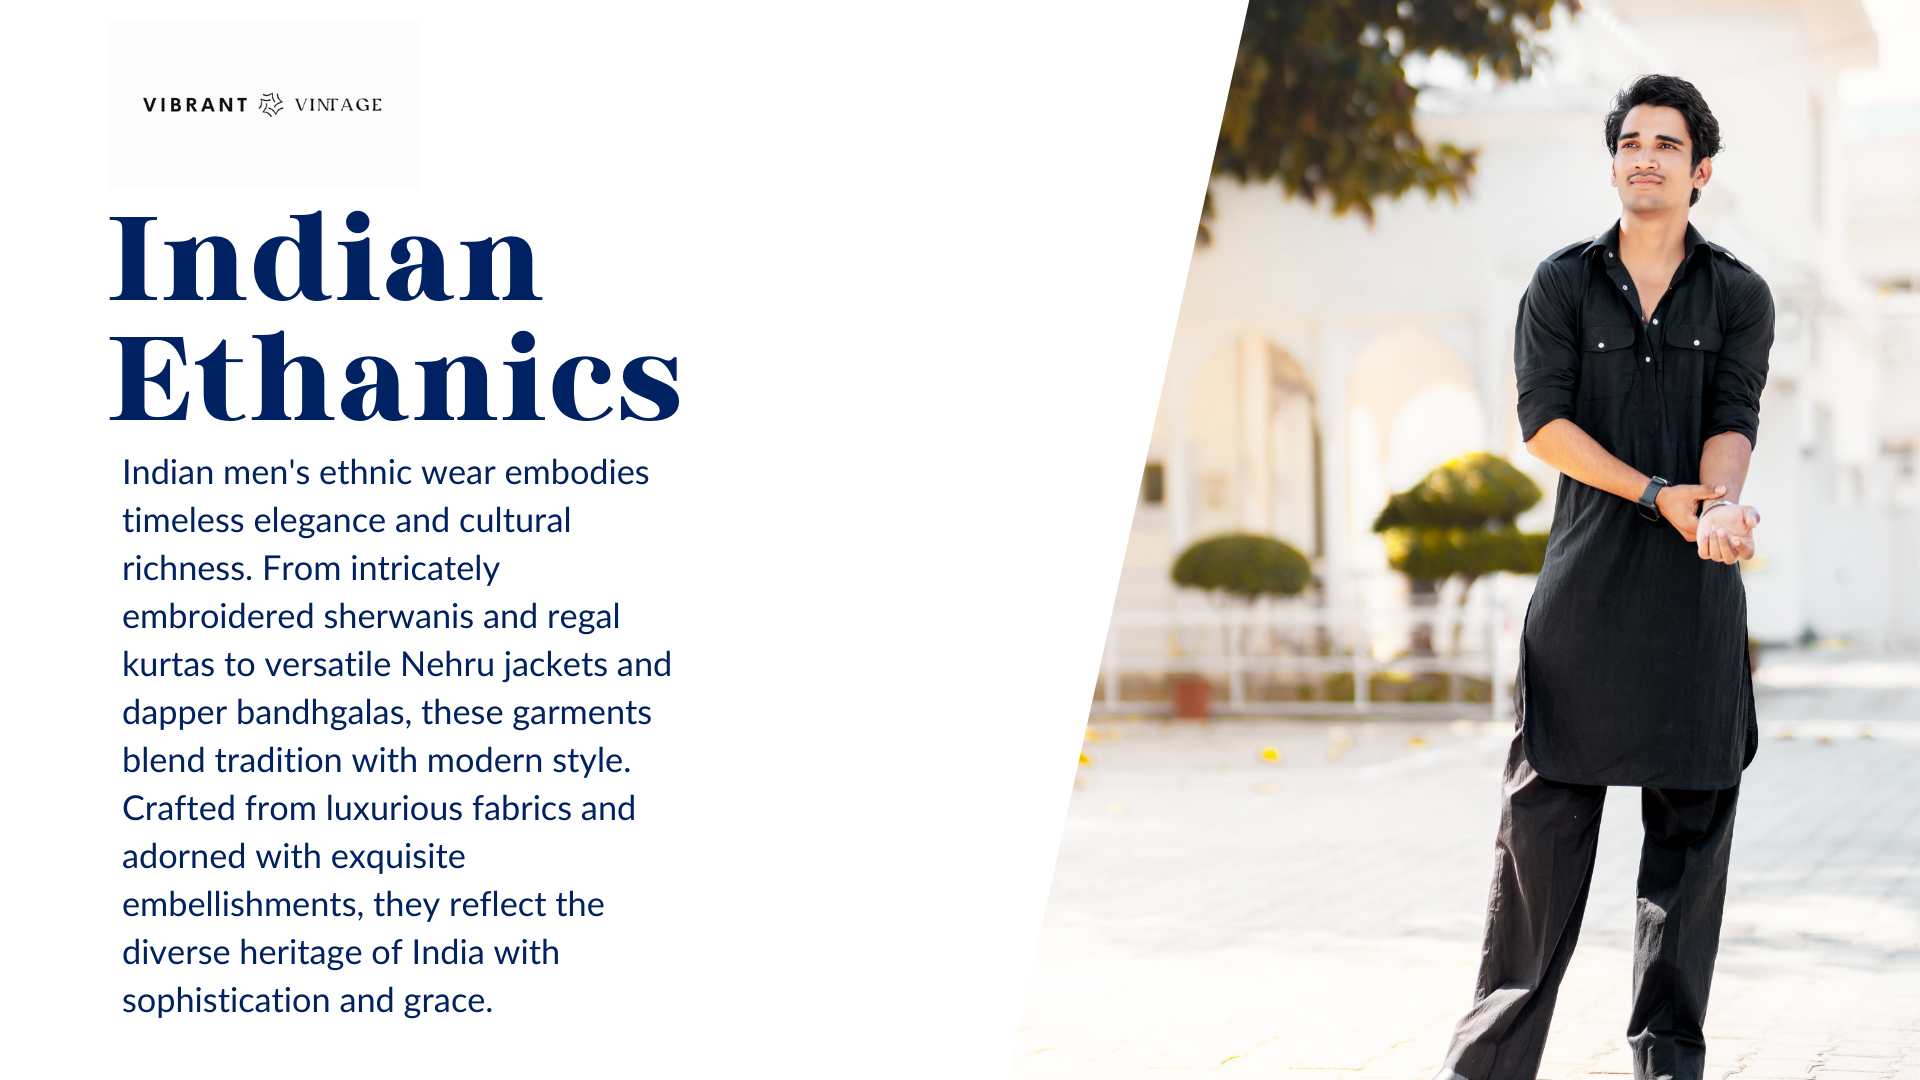 VIBRANT VINTAGE
Indian
Ethanics
Indian men's ethnic wear embodies
timeless elegance and cultural
richness. From intricately
embroidered sherwanis and regal
kurtas to versatile Nehru jackets and
dapper bandhgalas, these garments
blend tradition with modern style.
Crafted from luxurious fabrics and
adorned with exquisite
embellishments, they reflect the
diverse heritage of India with
sophistication and grace.